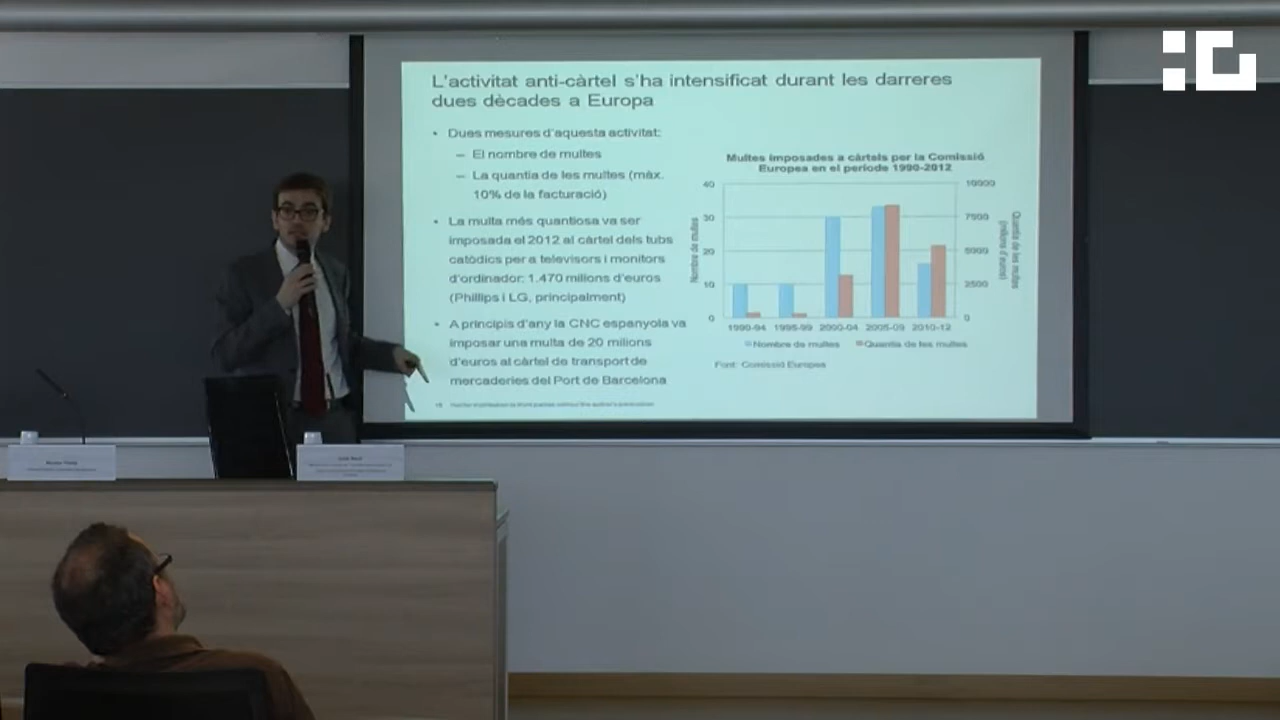 L'activitat anti-càrtel s'ha intensificat durant les darreres
dues dècades a Europa
• Dues mesures d'aquesta activitat:
– El nombre de multes
– La quantia de les multes (màx.
10% de la facturació)
• La multa més quantiosa va ser
imposada el 2012 al càrtel dels tubs
catòdics per a televisors i monitors
d'ordinador: 1.470 milions d'euros
(Phillips i LG, principalment)
• A principis d'any la CNC espanyola va
imposar una multa de 20 milions
d'euros al càrtel de transport de
mercaderies del Port de Barcelona
Multes imposades a càrtels per la Comissió
Europea en el període 1990-2012
40
30
20
10
0
Nombre de multes
10000
7500
5000
2500
0
Quantia de les multes
(milions d'euros)
1990-94 1995-99 2000-04 2005-09 2010-12
Nombre de multes Quantia de les multes
Font: Comissió Europea